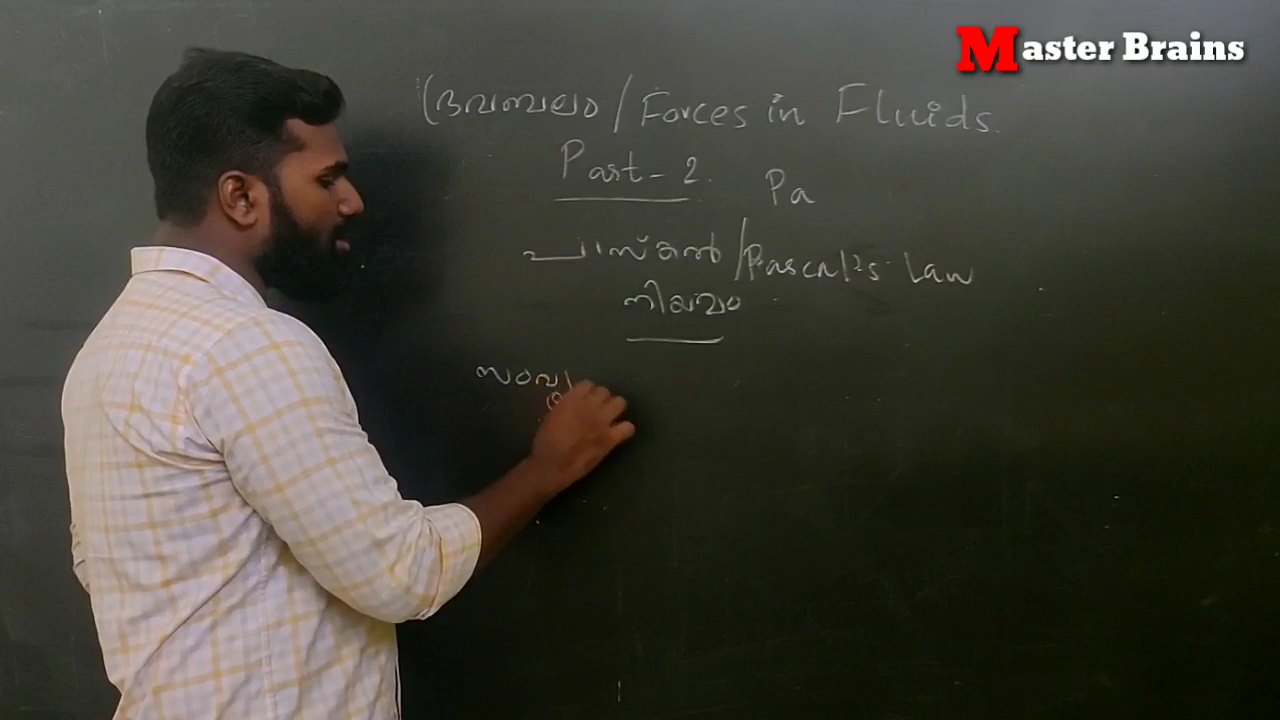 Master Brains
ദ്രവബലം / Forces in Fluids.
Part - 2.
Pa
പാസ്കൽ / Pascal's Law
നിയമം
സംവൃ